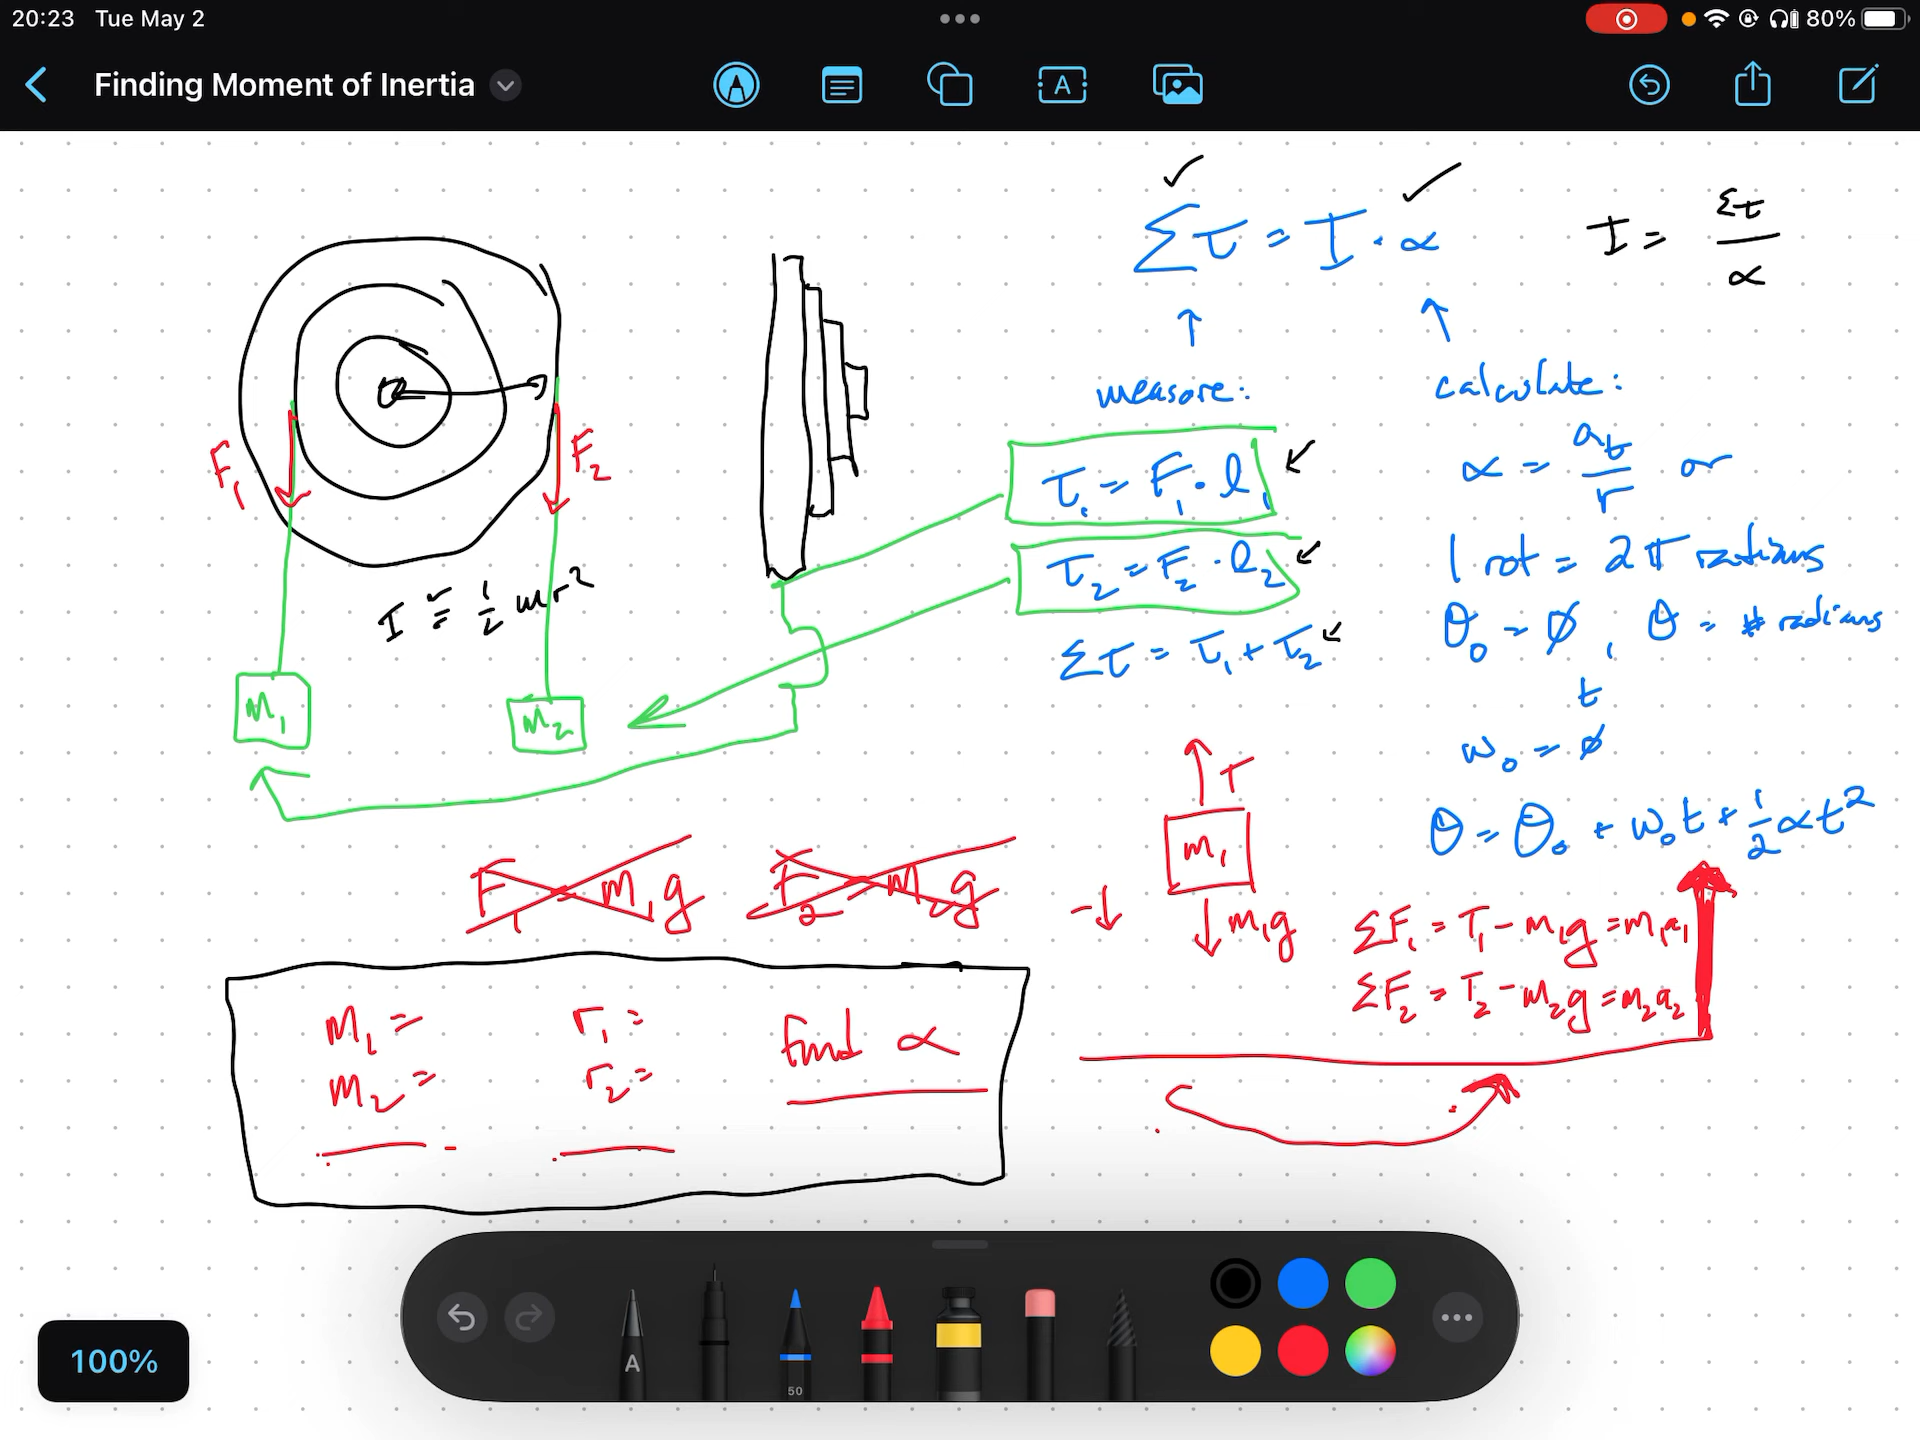 20:23 Tue May 2
80%
Finding Moment of Inertia
A
Στ = I · α
I = Στ / α
measure:
calculate:
τ₁ = F₁ · l₁
α = a_t / r or
τ₂ = F₂ · l₂
1 rot = 2π radians
Στ = τ₁ + τ₂
θ₀ = ∅, θ = # radians
t
ω₀ = ∅
θ = θ₀ + ω₀t + ½αt²
F₁
F₂
I ≟ ½ mr²
M₁
M₂
T
m₁
m₁g
F₁ = m₁g
F₂ = M₂g
ΣF₁ = T₁ - m₁g = m₁a₁
ΣF₂ = T₂ - m₂g = m₂a₂
m₁ =
r₁ =
find α
m₂ =
r₂ =
A
50
100%